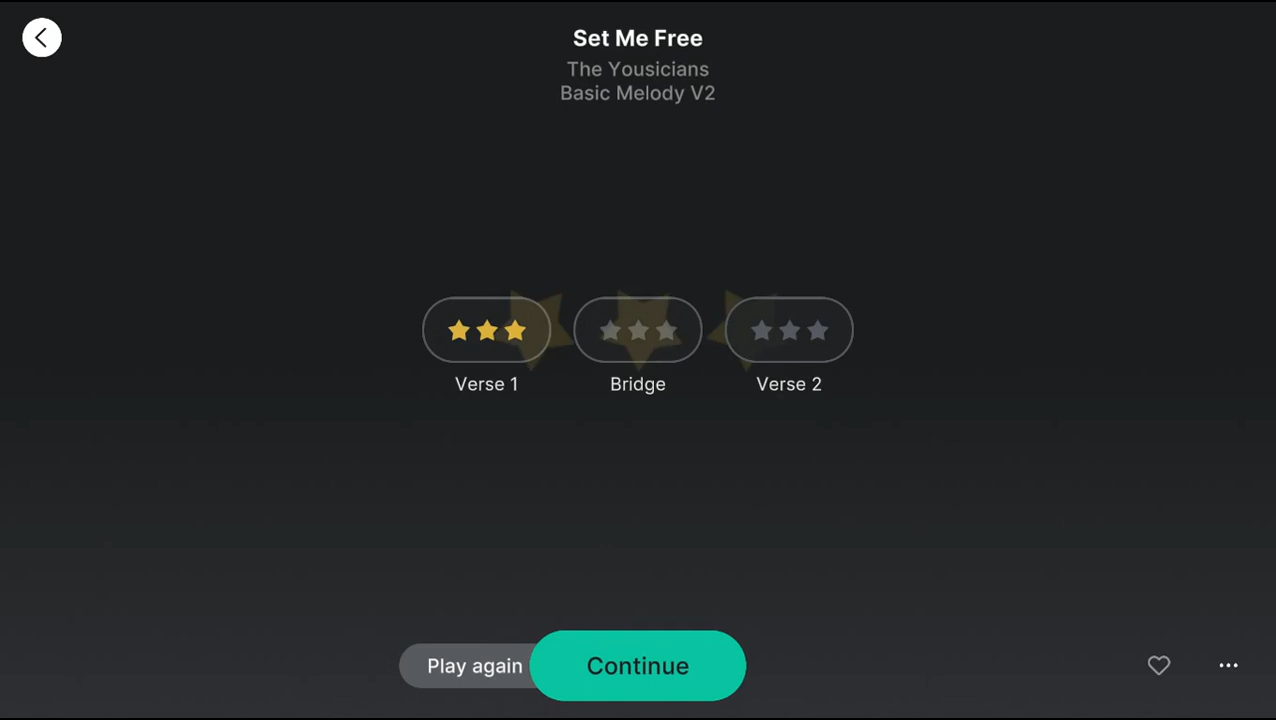 Set Me Free
The Yousicians
Basic Melody V2
Verse 1
Bridge
Verse 2
Play again
Continue